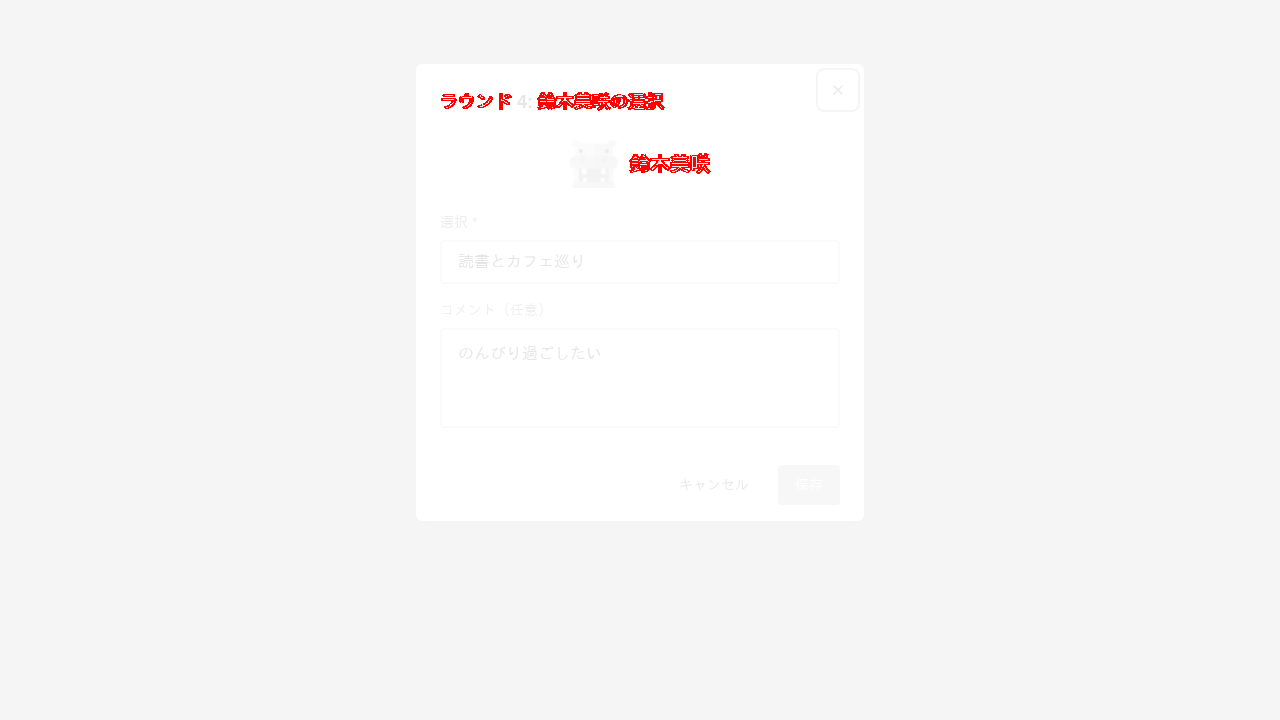 ラウンド 4: 鈴木美咲の選択
×
鈴木美咲
選択 *
読書とカフェ巡り
コメント（任意）
のんびり過ごしたい
キャンセル
保存